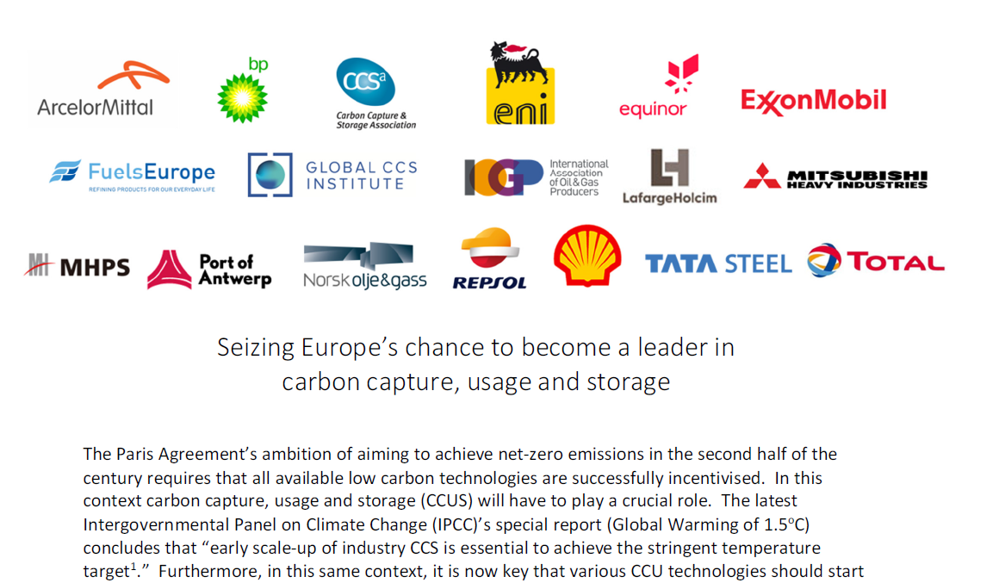 ArcelorMittal
bp
CCSa
Carbon Capture &
Storage Association
eni
equinor
ExxonMobil
FuelsEurope
REFINING PRODUCTS FOR OUR EVERYDAY LIFE
GLOBAL CCS
INSTITUTE
IOGP
International
Association
of Oil & Gas
Producers
LafargeHolcim
MITSUBISHI
HEAVY INDUSTRIES
MHPS
Port of
Antwerp
Norsk olje&gass
REPSOL
TATA STEEL
TOTAL
Seizing Europe’s chance to become a leader in
carbon capture, usage and storage
The Paris Agreement’s ambition of aiming to achieve net-zero emissions in the second half of the
century requires that all available low carbon technologies are successfully incentivised.  In this
context carbon capture, usage and storage (CCUS) will have to play a crucial role.  The latest
Intergovernmental Panel on Climate Change (IPCC)’s special report (Global Warming of 1.5ºC)
concludes that “early scale-up of industry CCS is essential to achieve the stringent temperature
target¹.”  Furthermore, in this same context, it is now key that various CCU technologies should start